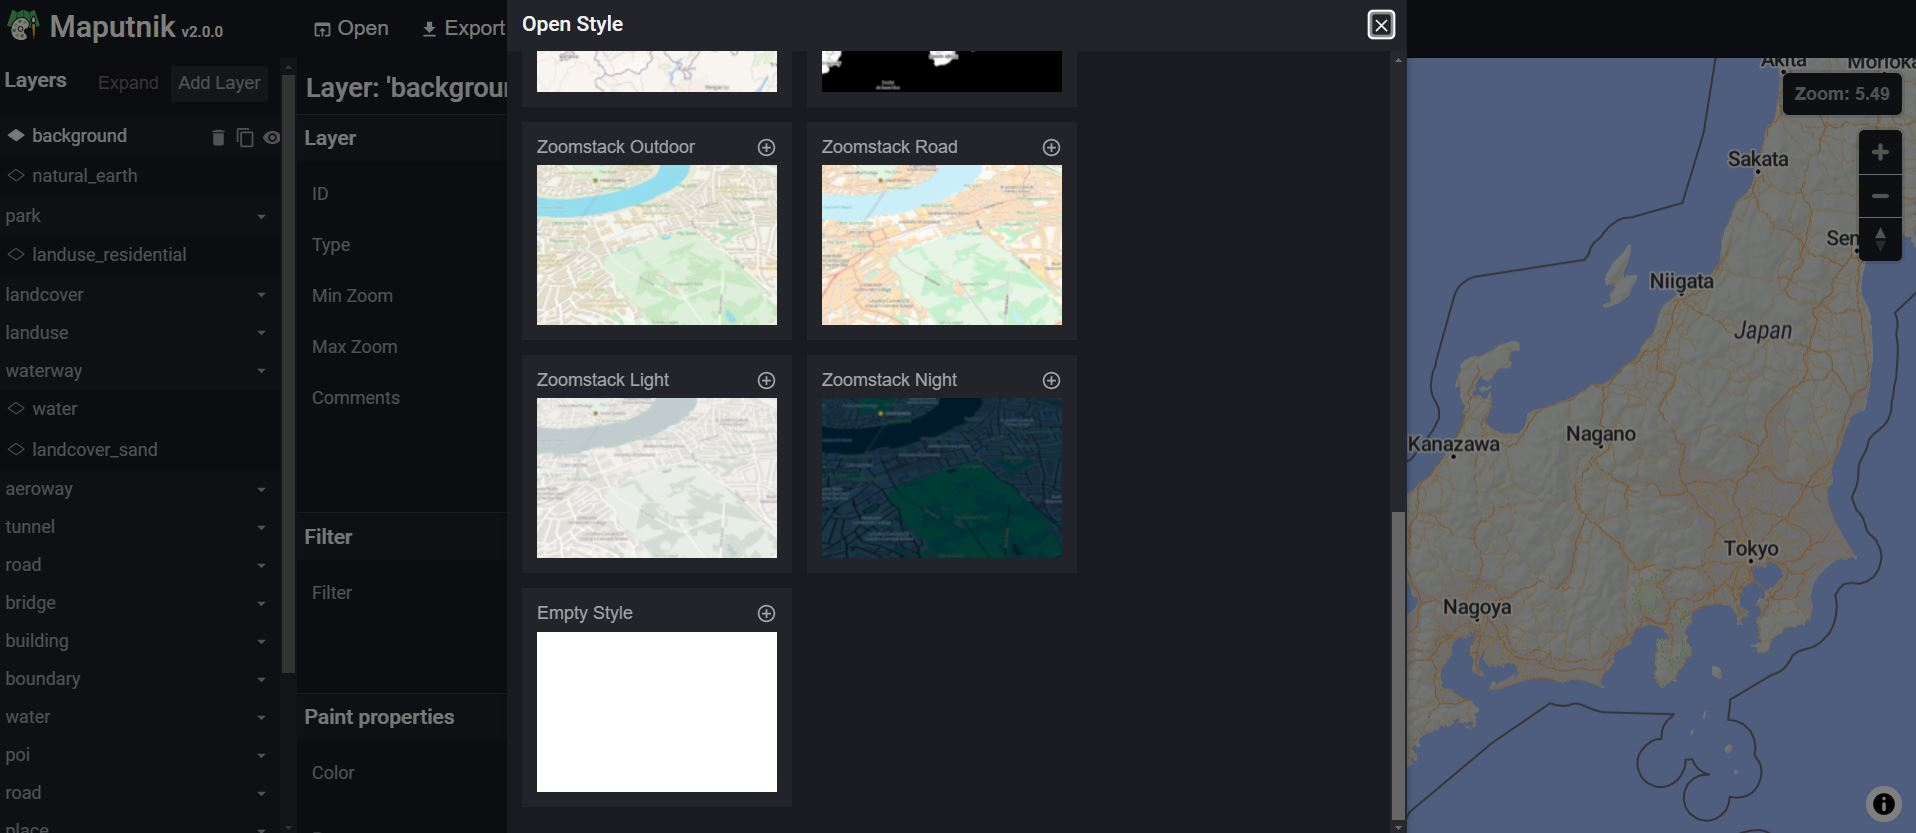 Maputnik v2.0.0
Open
Export
Open Style
Layers
Expand
Add Layer
background
natural_earth
park
landuse_residential
landcover
landuse
waterway
water
landcover_sand
aeroway
tunnel
road
bridge
building
boundary
water
poi
road
place
Layer: 'backgrou
Layer
ID
Type
Min Zoom
Max Zoom
Comments
Filter
Filter
Paint properties
Color
Zoomstack Outdoor
Zoomstack Road
Zoomstack Light
Zoomstack Night
Empty Style
Akita
Morioka
Zoom: 5.49
Sakata
Sen
Niigata
Japan
Kanazawa
Nagano
Tokyo
Nagoya